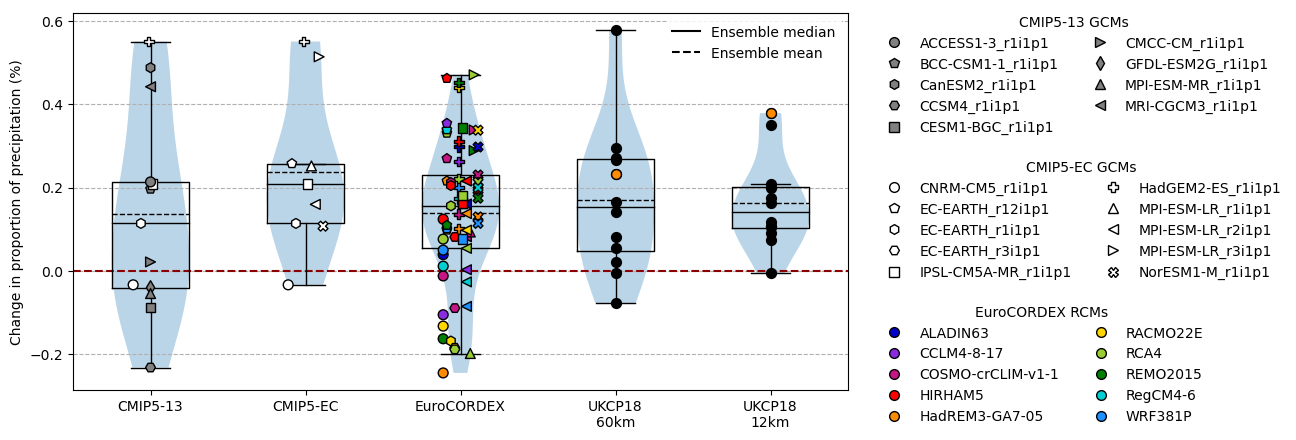 Change in proportion of precipitation (%)
0.6
0.4
0.2
0.0
−0.2
CMIP5-13
CMIP5-EC
EuroCORDEX
UKCP18
60km
UKCP18
12km
Ensemble median
Ensemble mean
CMIP5-13 GCMs
ACCESS1-3_r1i1p1
BCC-CSM1-1_r1i1p1
CanESM2_r1i1p1
CCSM4_r1i1p1
CESM1-BGC_r1i1p1
CMCC-CM_r1i1p1
GFDL-ESM2G_r1i1p1
MPI-ESM-MR_r1i1p1
MRI-CGCM3_r1i1p1
CMIP5-EC GCMs
CNRM-CM5_r1i1p1
EC-EARTH_r12i1p1
EC-EARTH_r1i1p1
EC-EARTH_r3i1p1
IPSL-CM5A-MR_r1i1p1
HadGEM2-ES_r1i1p1
MPI-ESM-LR_r1i1p1
MPI-ESM-LR_r2i1p1
MPI-ESM-LR_r3i1p1
NorESM1-M_r1i1p1
EuroCORDEX RCMs
ALADIN63
CCLM4-8-17
COSMO-crCLIM-v1-1
HIRHAM5
HadREM3-GA7-05
RACMO22E
RCA4
REMO2015
RegCM4-6
WRF381P